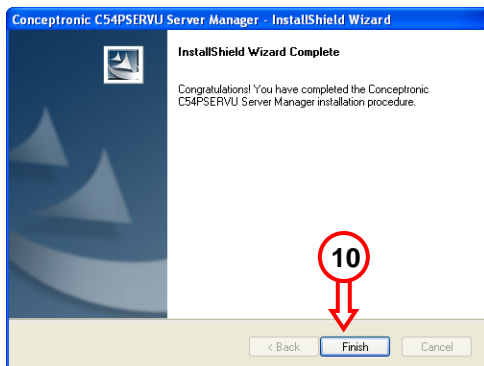 Conceptronic C54PSERVU Server Manager - InstallShield Wizard
InstallShield Wizard Complete
Congratulations! You have completed the Conceptronic
C54PSERVU Server Manager installation procedure.
10
< Back Finish Cancel